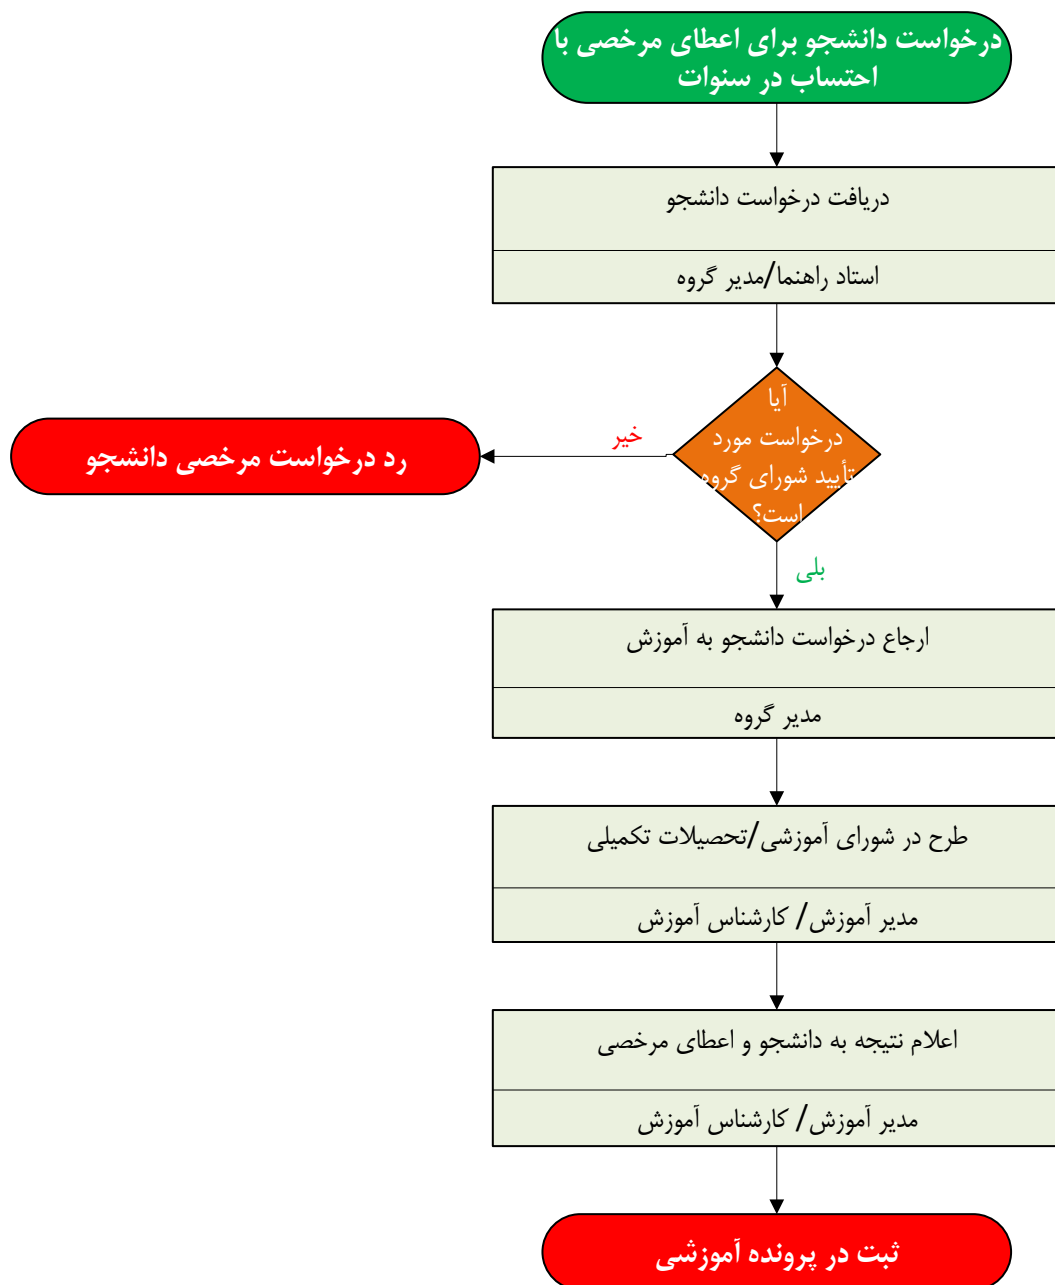 درخواست دانشجو برای اعطای مرخصی با
احتساب در سنوات
دریافت درخواست دانشجو
استاد راهنما/مدیر گروه
آیا
درخواست مورد
تأیید شورای گروه
است؟
خیر
رد درخواست مرخصی دانشجو
بلی
ارجاع درخواست دانشجو به آموزش
مدیر گروه
طرح در شورای آموزشی/تحصیلات تکمیلی
مدیر آموزش/ کارشناس آموزش
اعلام نتیجه به دانشجو و اعطای مرخصی
مدیر آموزش/ کارشناس آموزش
ثبت در پرونده آموزشی